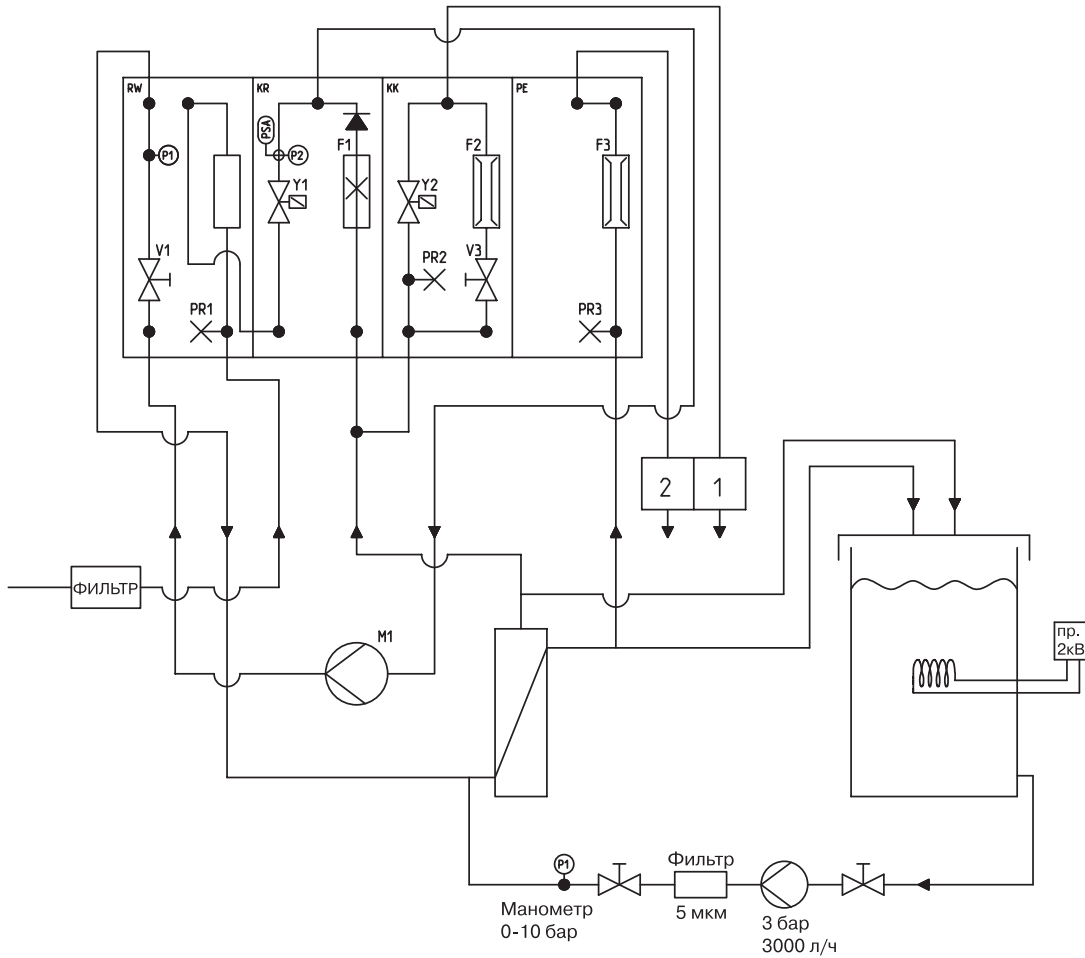 RW
KR
KK
PE
PSA
P1
P2
F1
F2
F3
Y1
Y2
V1
PR2
V3
PR1
PR3
2
1
ФИЛЬТР
M1
пр.
2кВ
P1
Фильтр
Манометр
0-10 бар
5 мкм
3 бар
3000 л/ч